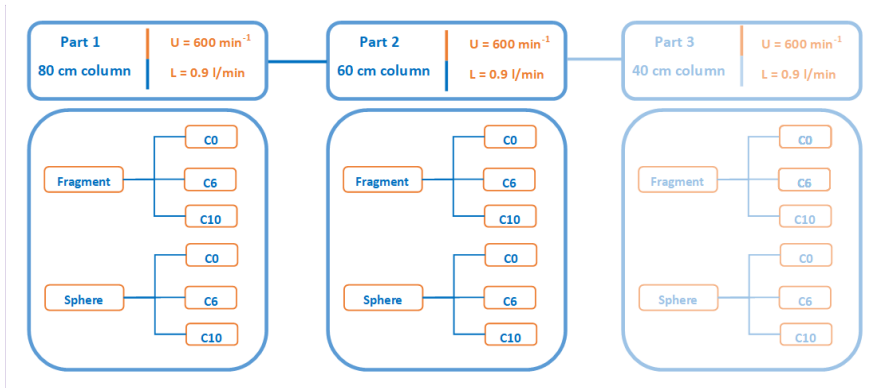 Part 1
80 cm column
U = 600 min⁻¹
L = 0.9 l/min
Part 2
60 cm column
U = 600 min⁻¹
L = 0.9 l/min
Part 3
40 cm column
U = 600 min⁻¹
L = 0.9 l/min
Fragment
C0
C6
C10
Sphere
C0
C6
C10
Fragment
C0
C6
C10
Sphere
C0
C6
C10
Fragment
C0
C6
C10
Sphere
C0
C6
C10